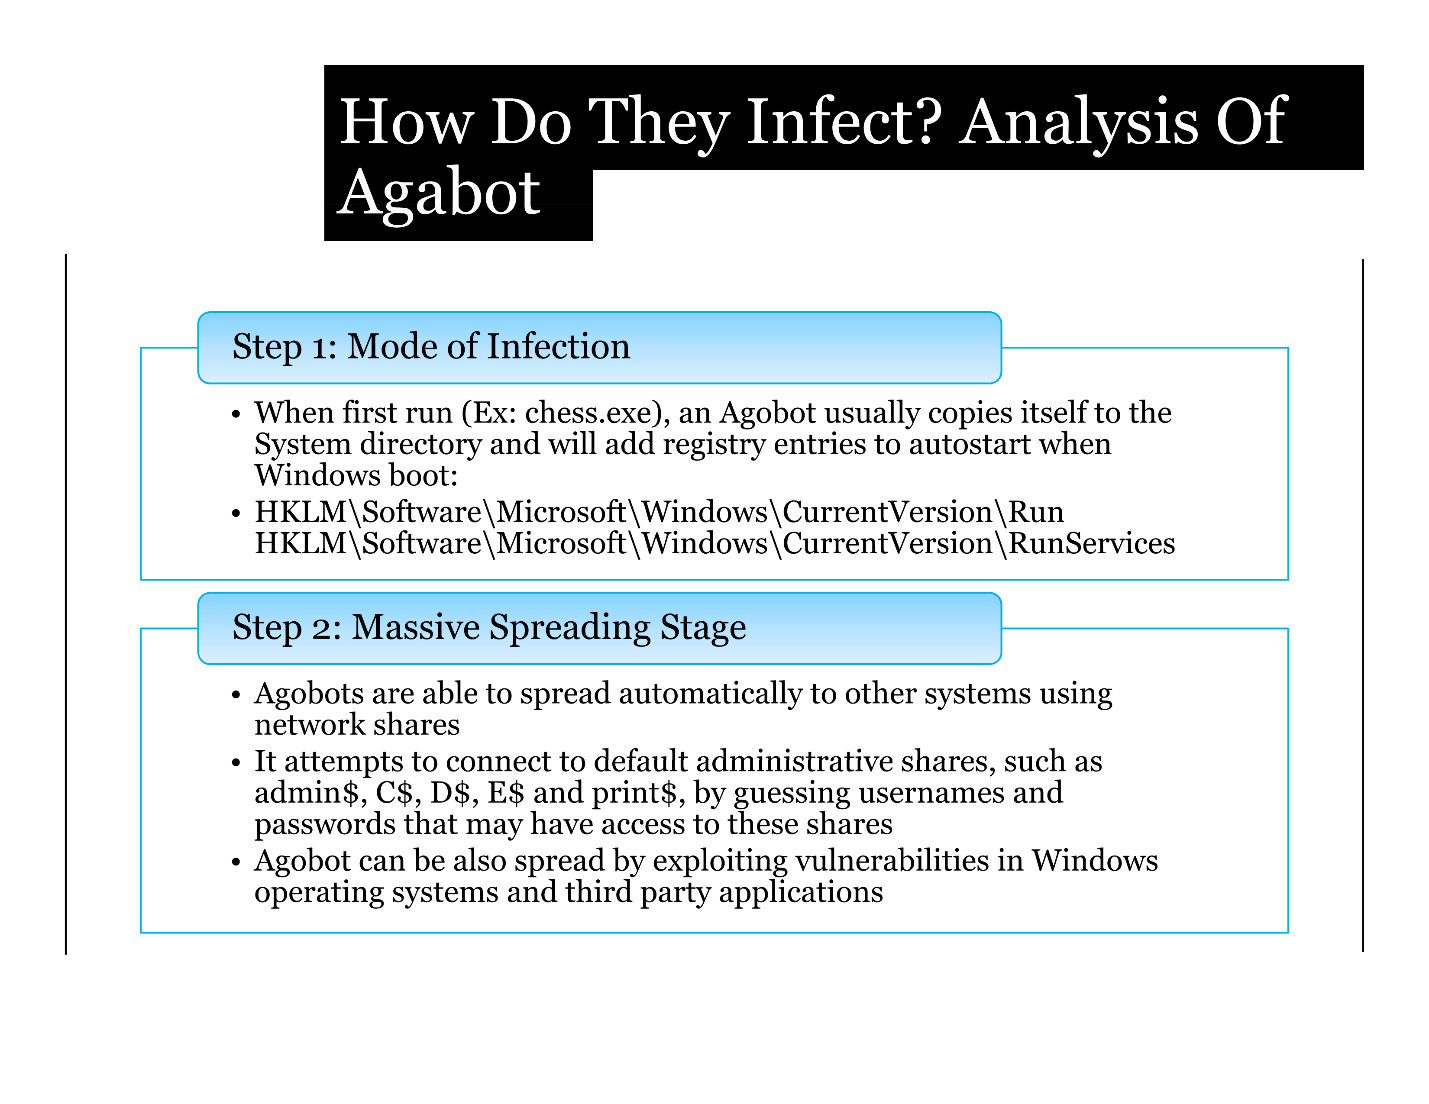 How Do They Infect? Analysis Of
Agabot
Step 1: Mode of Infection
• When first run (Ex: chess.exe), an Agobot usually copies itself to the
System directory and will add registry entries to autostart when
Windows boot:
• HKLM\Software\Microsoft\Windows\CurrentVersion\Run
HKLM\Software\Microsoft\Windows\CurrentVersion\RunServices
Step 2: Massive Spreading Stage
• Agobots are able to spread automatically to other systems using
network shares
• It attempts to connect to default administrative shares, such as
admin$, C$, D$, E$ and print$, by guessing usernames and
passwords that may have access to these shares
• Agobot can be also spread by exploiting vulnerabilities in Windows
operating systems and third party applications